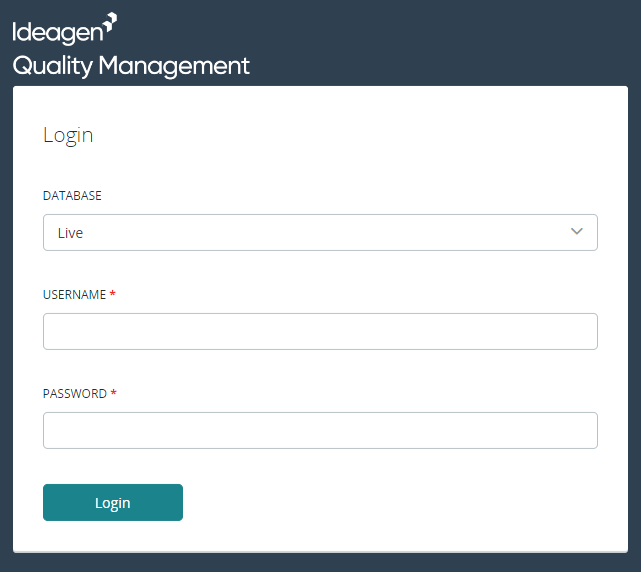 Ideagen
Quality Management
Login
DATABASE
Live
USERNAME *
PASSWORD *
Login